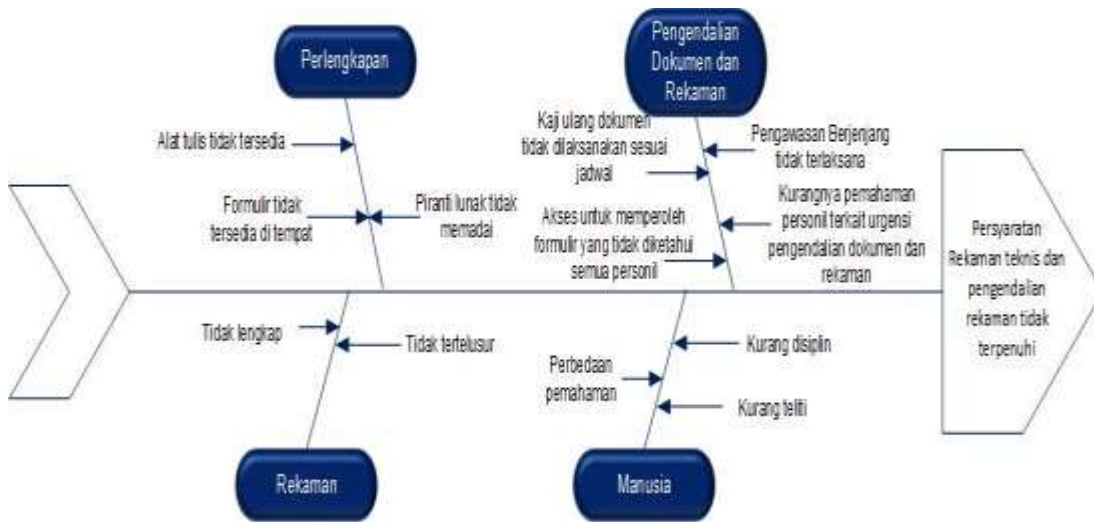 Perlengkapan
Pengendalian
Dokumen dan
Rekaman
Alat tulis tidak tersedia
Formulir tidak
tersedia di tempat
Piranti lunak tidak
memadai
Kaji ulang dokumen
tidak dilaksanakan sesuai
jadwal
Pengawasan Berjenjang
tidak terlaksana
Akses untuk memperoleh
formulir yang tidak diketahui
semua personil
Kurangnya pemahaman
personil terkait urgensi
pengendalian dokumen dan
rekaman
Persyaratan
Rekaman teknis dan
pengendalian
rekaman tidak
terpenuhi
Tidak lengkap
Tidak tertelusur
Kurang disiplin
Perbedaan
pemahaman
Kurang teliti
Rekaman
Manusia